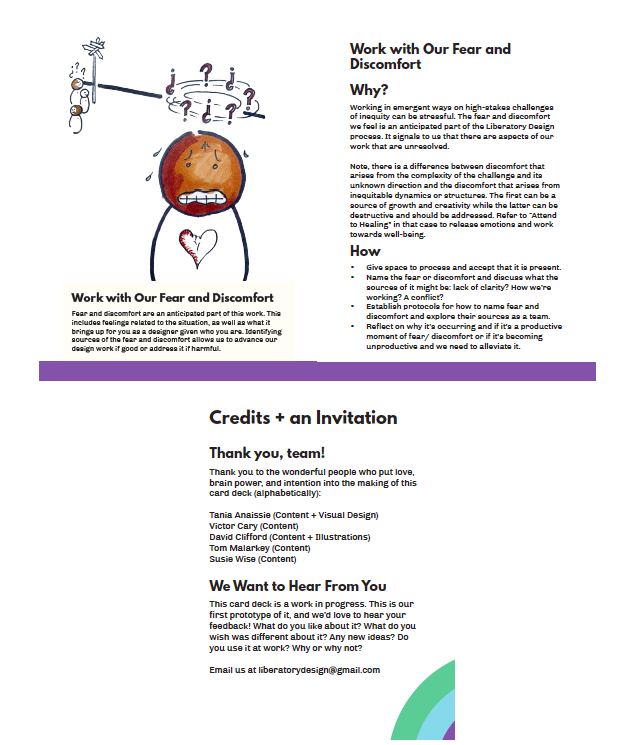 Work with Our Fear and Discomfort
Fear and discomfort are an anticipated part of this work. This
includes feelings related to the situation, as well as what it
brings up for you as a designer given who you are. Identifying
sources of the fear and discomfort allows us to advance our
design work if good or address it if harmful.
Work with Our Fear and
Discomfort
Why?
Working in emergent ways on high-stakes challenges
of inequity can be stressful. The fear and discomfort
we feel is an anticipated part of the Liberatory Design
process. It signals to us that there are aspects of our
work that are unresolved.
Note, there is a difference between discomfort that
arises from the complexity of the challenge and its
unknown direction and the discomfort that arises from
inequitable dynamics or structures. The first can be a
source of growth and creativity while the latter can be
destructive and should be addressed. Refer to "Attend
to Healing" in that case to release emotions and work
towards well-being.
How
• Give space to process and accept that it is present.
• Name the fear or discomfort and discuss what the
sources of it might be: lack of clarity? How we're
working? A conflict?
• Establish protocols for how to name fear and
discomfort and explore their sources as a team.
• Reflect on why it's occurring and if it's a productive
moment of fear/ discomfort or if it's becoming
unproductive and we need to alleviate it.
Credits + an Invitation
Thank you, team!
Thank you to the wonderful people who put love,
brain power, and intention into the making of this
card deck (alphabetically):
Tania Anaissie (Content + Visual Design)
Victor Cary (Content)
David Clifford (Content + Illustrations)
Tom Malarkey (Content)
Susie Wise (Content)
We Want to Hear From You
This card deck is a work in progress. This is our
first prototype of it, and we'd love to hear your
feedback! What do you like about it? What do you
wish was different about it? Any new ideas? Do
you use it at work? Why or why not?
Email us at liberatorydesign@gmail.com